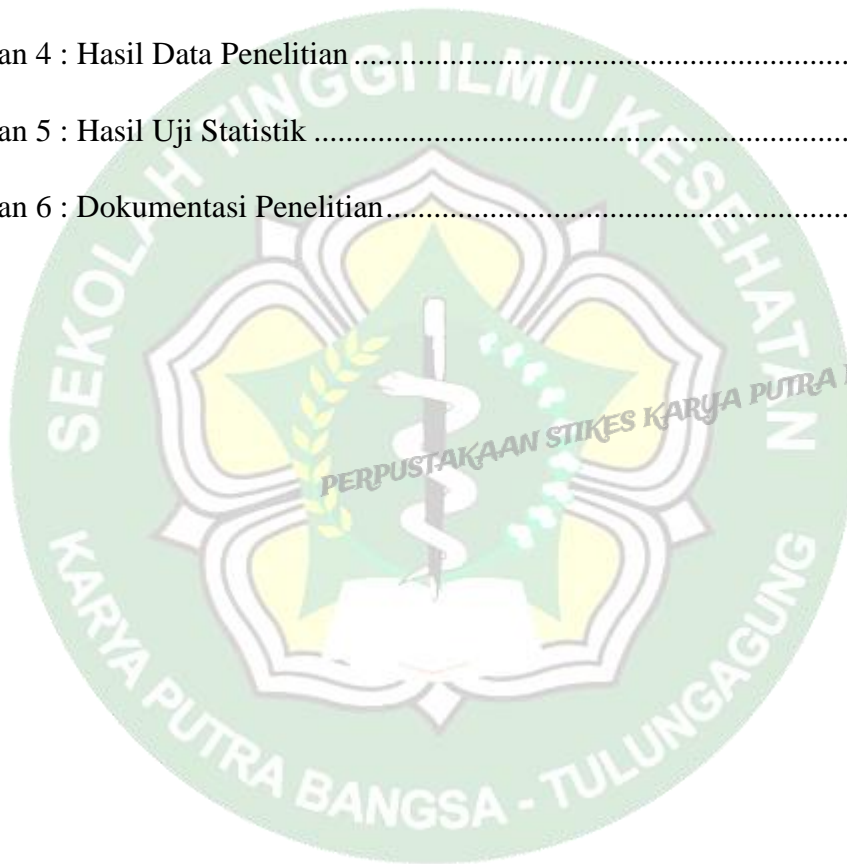 an 4 : Hasil Data Penelitian ..................................................
an 5 : Hasil Uji Statistik ......................................................
an 6 : Dokumentasi Penelitian...............................................
SEKOLAH TINGGI ILMU KESEHATAN
PERPUSTAKAAN STIKES KARYA PUTRA
KARYA PUTRA BANGSA - TULUNGAGUNG